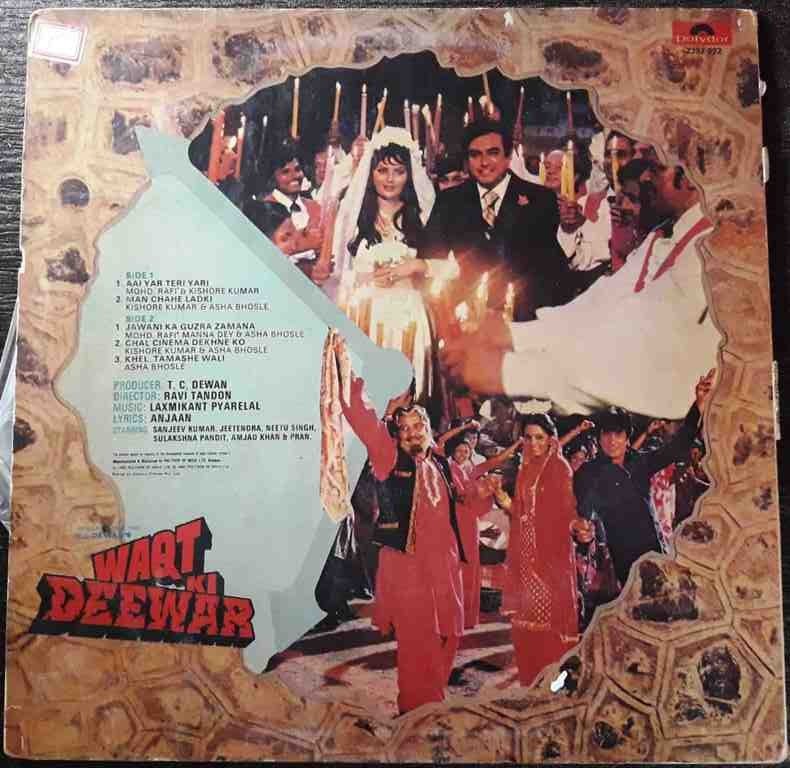 polydor
2392 092
SIDE 1
1. AAI YAR TERI YARI
MOHD. RAFI & KISHORE KUMAR
2. MAN CHAHE LADKI
KISHORE KUMAR & ASHA BHOSLE
SIDE 2
1. JAWANI KA GUZRA ZAMANA
MOHD. RAFI, MANNA DEY & ASHA BHOSLE
2. CHAL CINEMA DEKHNE KO
KISHORE KUMAR & ASHA BHOSLE
3. KHEL TAMASHE WALI
ASHA BHOSLE
PRODUCER: T. C. DEWAN
DIRECTOR: RAVI TANDON
MUSIC: LAXMIKANT PYARELAL
LYRICS: ANJAAN
STARRING: SANJEEV KUMAR, JEETENDRA, NEETU SINGH,
SULAKSHNA PANDIT, AMJAD KHAN & PRAN.
WAQT
KI
DEEWAR